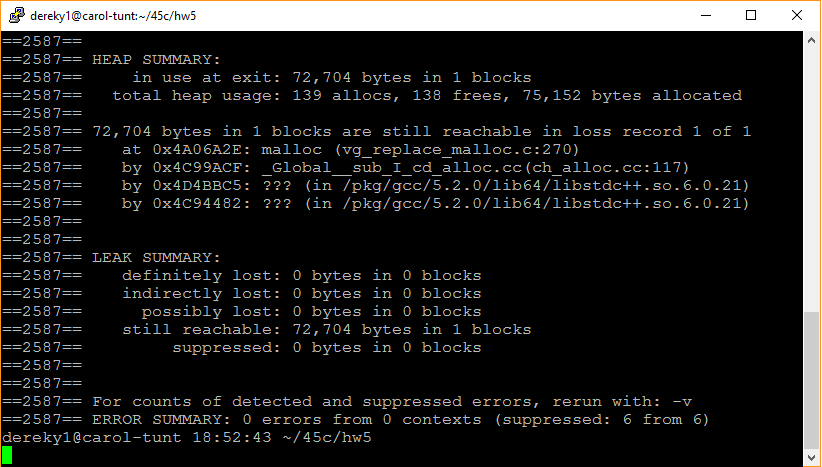 dereky1@carol-tunt:~/45c/hw5
==2587==
==2587== HEAP SUMMARY:
==2587==     in use at exit: 72,704 bytes in 1 blocks
==2587==   total heap usage: 139 allocs, 138 frees, 75,152 bytes allocated
==2587==
==2587== 72,704 bytes in 1 blocks are still reachable in loss record 1 of 1
==2587==    at 0x4A06A2E: malloc (vg_replace_malloc.c:270)
==2587==    by 0x4C99ACF: _Global__sub_I_cd_alloc.cc(ch_alloc.cc:117)
==2587==    by 0x4D4BBC5: ??? (in /pkg/gcc/5.2.0/lib64/libstdc++.so.6.0.21)
==2587==    by 0x4C94482: ??? (in /pkg/gcc/5.2.0/lib64/libstdc++.so.6.0.21)
==2587==
==2587==
==2587== LEAK SUMMARY:
==2587==    definitely lost: 0 bytes in 0 blocks
==2587==    indirectly lost: 0 bytes in 0 blocks
==2587==      possibly lost: 0 bytes in 0 blocks
==2587==    still reachable: 72,704 bytes in 1 blocks
==2587==         suppressed: 0 bytes in 0 blocks
==2587==
==2587==
==2587== For counts of detected and suppressed errors, rerun with: -v
==2587== ERROR SUMMARY: 0 errors from 0 contexts (suppressed: 6 from 6)
dereky1@carol-tunt 18:52:43 ~/45c/hw5